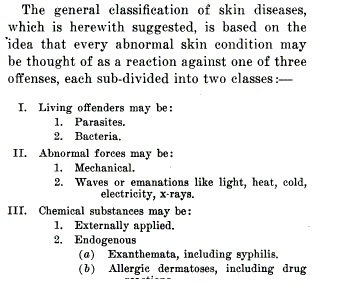 The general classification of skin diseases,
which is herewith suggested, is based on the
idea that every abnormal skin condition may
be thought of as a reaction against one of three
offenses, each sub-divided into two classes:—
I. Living offenders may be:
1. Parasites.
2. Bacteria.
II. Abnormal forces may be:
1. Mechanical.
2. Waves or emanations like light, heat, cold,
electricity, x-rays.
III. Chemical substances may be:
1. Externally applied.
2. Endogenous
(a) Exanthemata, including syphilis.
(b) Allergic dermatoses, including drug